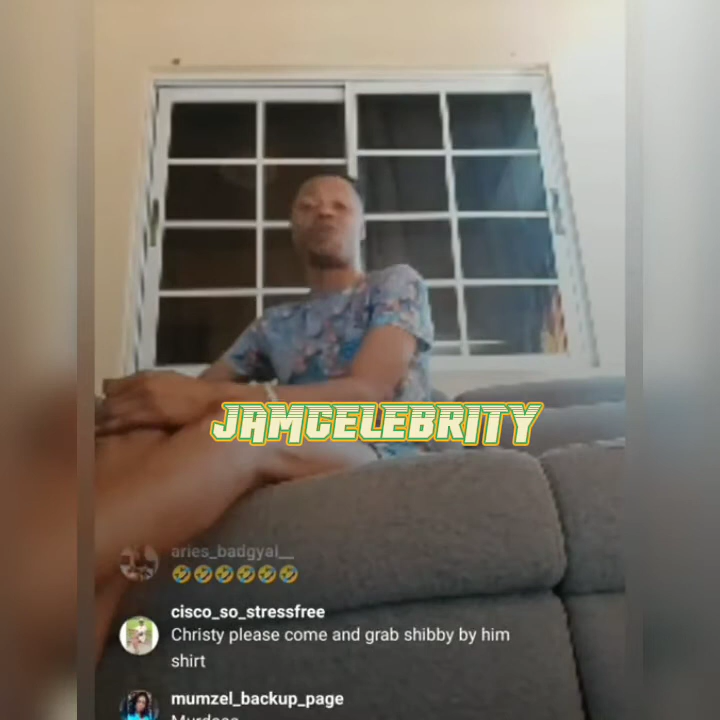 JAMCELEBRITY
aries_badgyal__
🤣🤣🤣🤣🤣🤣
cisco_so_stressfree
Christy please come and grab shibby by him
shirt
mumzel_backup_page